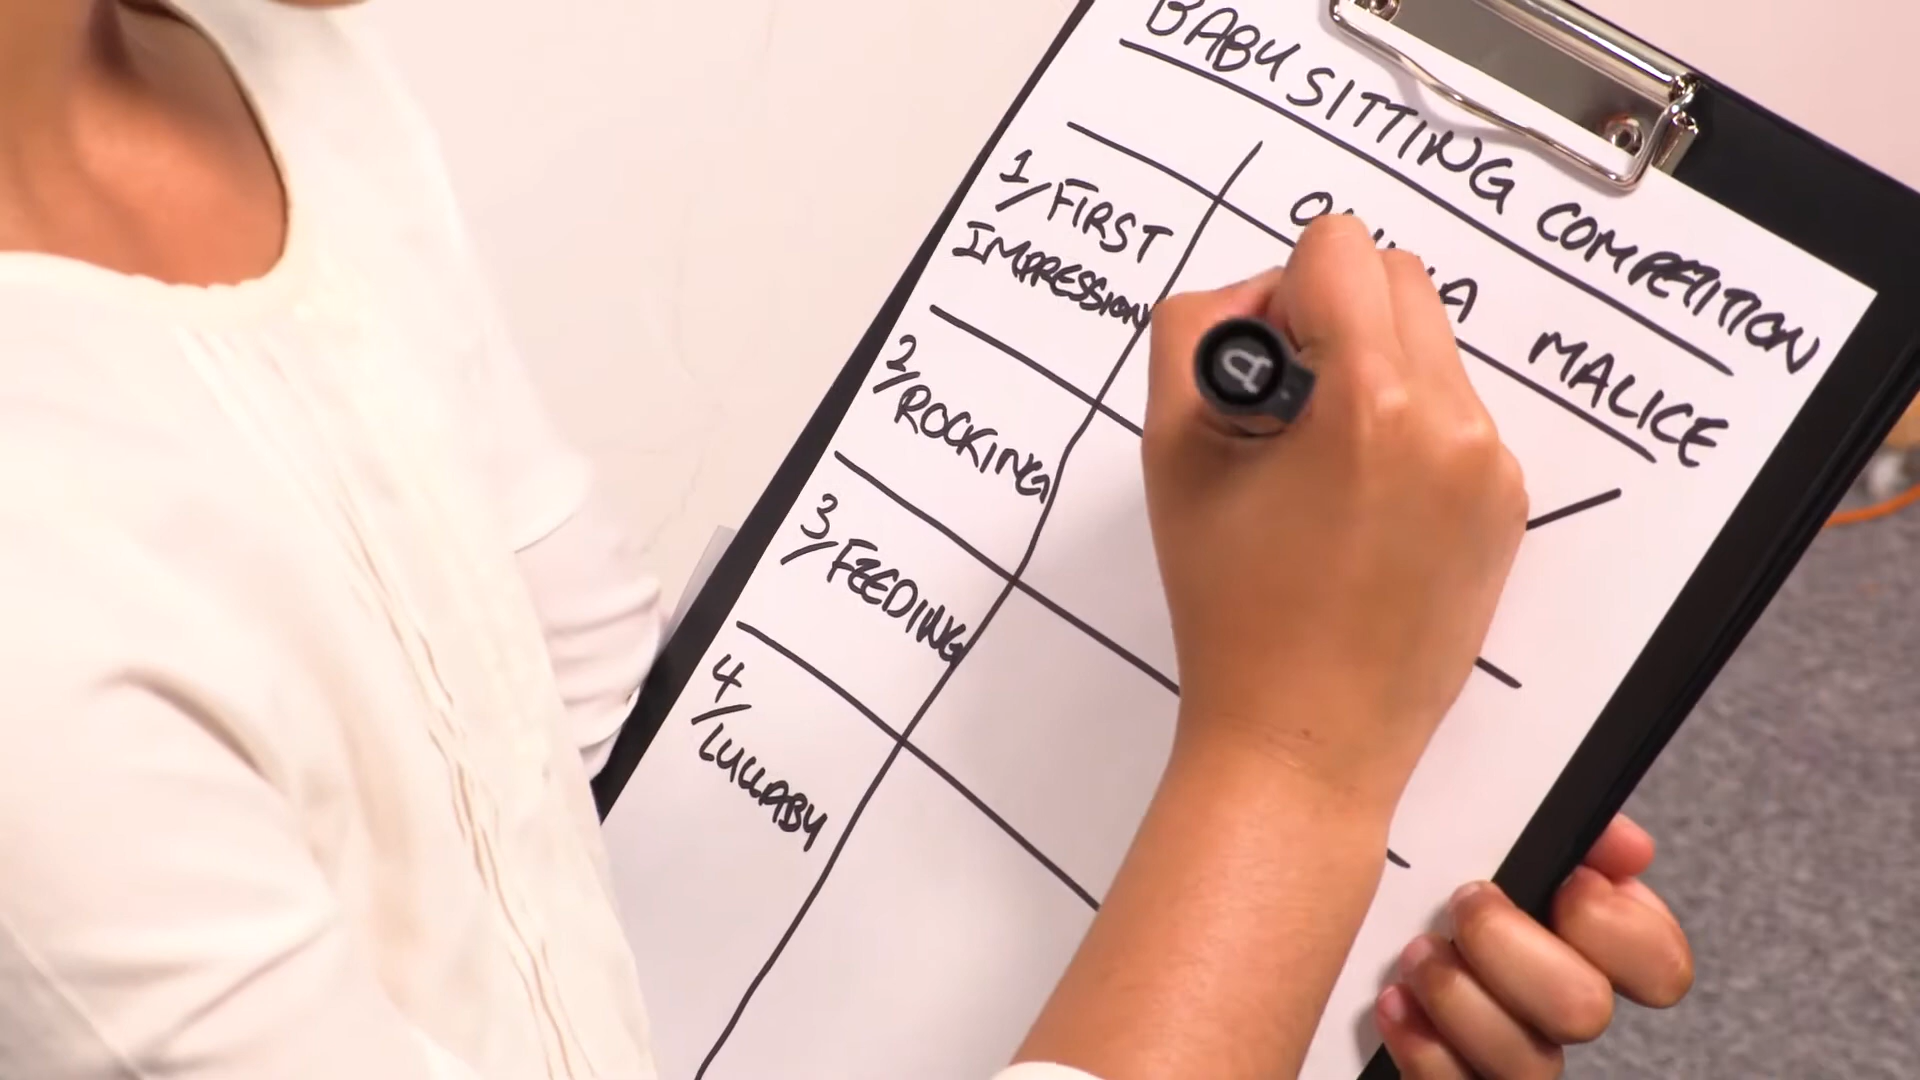 BABYSITTING COMPETITION
MALICE
1/FIRST
IMPRESSION
2/ROCKING
3/FEEDING
4/LULLABY